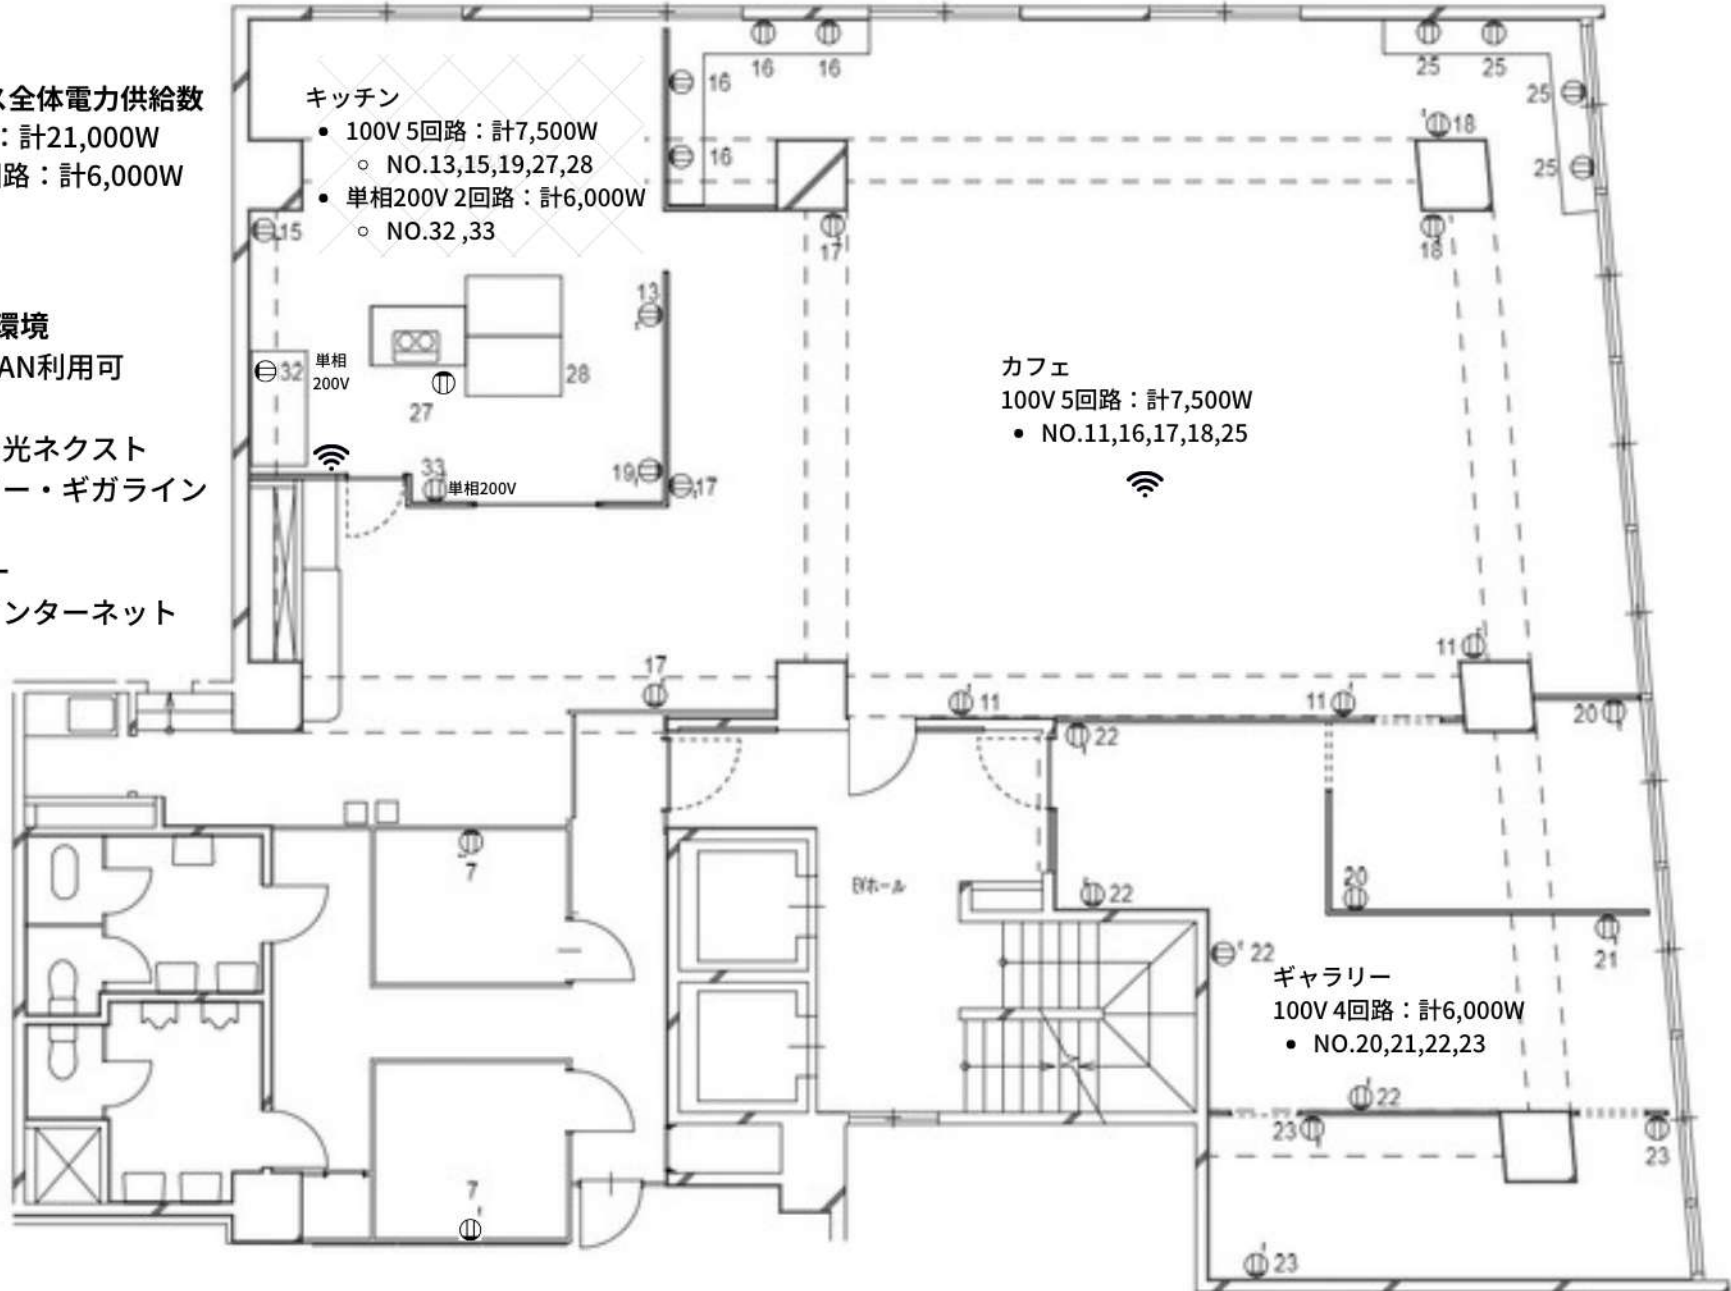 ス全体電力供給数
：計21,000W
路：計6,000W
環境
AN利用可
光ネクスト
ー・ギガライン
ー
ンターネット
キッチン
• 100V 5回路：計7,500W
○ NO.13,15,19,27,28
• 単相200V 2回路：計6,000W
○ NO.32 ,33
16
16
16
16
25
25
25
25
18
18
17
15
13
32
単相
200V
28
27
33
単相200V
19
17
カフェ
100V 5回路：計7,500W
• NO.11,16,17,18,25
17
11
11
11
20
22
7
EVホール
22
20
21
22
ギャラリー
100V 4回路：計6,000W
• NO.20,21,22,23
22
23
23
7
23